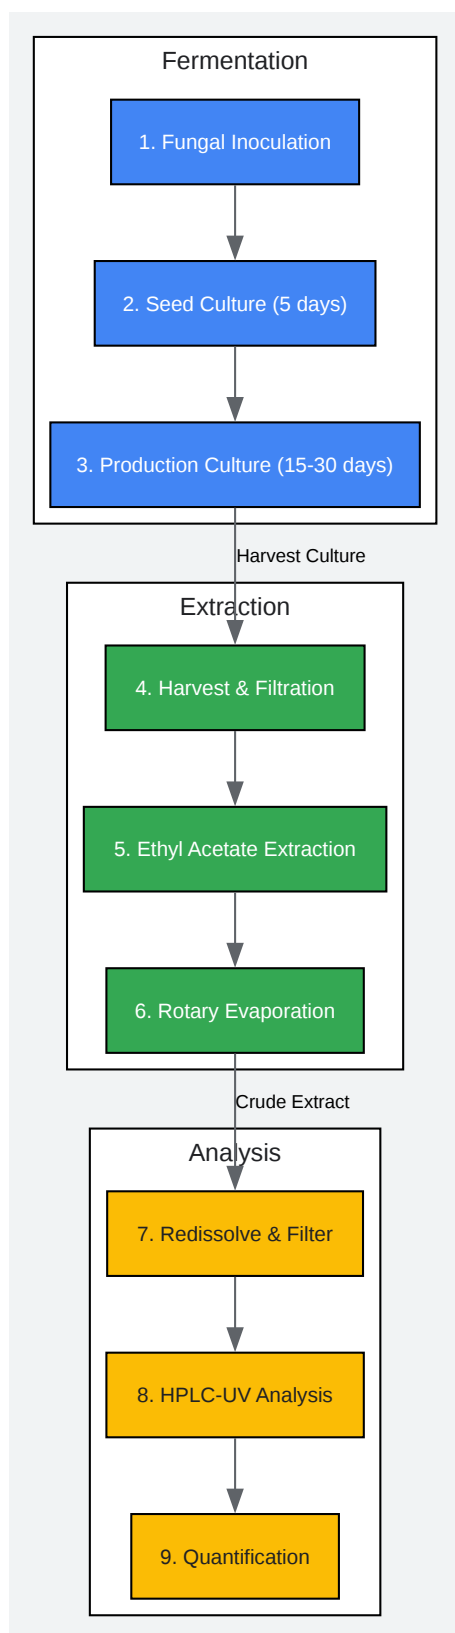 Fermentation
1. Fungal Inoculation
2. Seed Culture (5 days)
3. Production Culture (15-30 days)
Harvest Culture
Extraction
4. Harvest & Filtration
5. Ethyl Acetate Extraction
6. Rotary Evaporation
Crude Extract
Analysis
7. Redissolve & Filter
8. HPLC-UV Analysis
9. Quantification